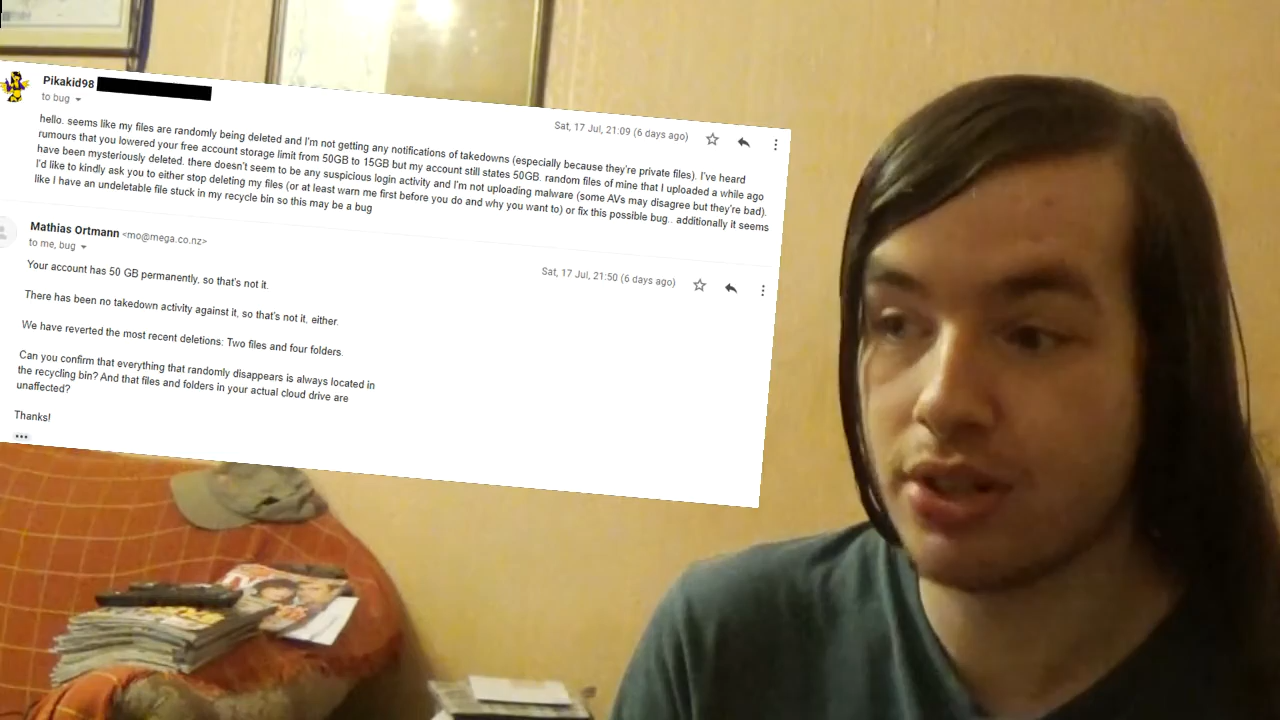 Pikakid98
Sat, 17 Jul, 21:09 (6 days ago)
to bug
hello. seems like my files are randomly being deleted and I'm not getting any notifications of takedowns (especially because they're private files). I've heard
rumours that you lowered your free account storage limit from 50GB to 15GB but my account still states 50GB. random files of mine that I uploaded a while ago
have been mysteriously deleted. there doesn't seem to be any suspicious login activity and I'm not uploading malware (some AVs may disagree but they're bad).
I'd like to kindly ask you to either stop deleting my files (or at least warn me first before you do and why you want to) or fix this possible bug.. additionally it seems
like I have an undeletable file stuck in my recycle bin so this may be a bug
Mathias Ortmann <mo@mega.co.nz>
Sat, 17 Jul, 21:50 (6 days ago)
to me, bug
Your account has 50 GB permanently, so that's not it.
There has been no takedown activity against it, so that's not it, either.
We have reverted the most recent deletions: Two files and four folders.
Can you confirm that everything that randomly disappears is always located in
the recycling bin? And that files and folders in your actual cloud drive are
unaffected?
Thanks!